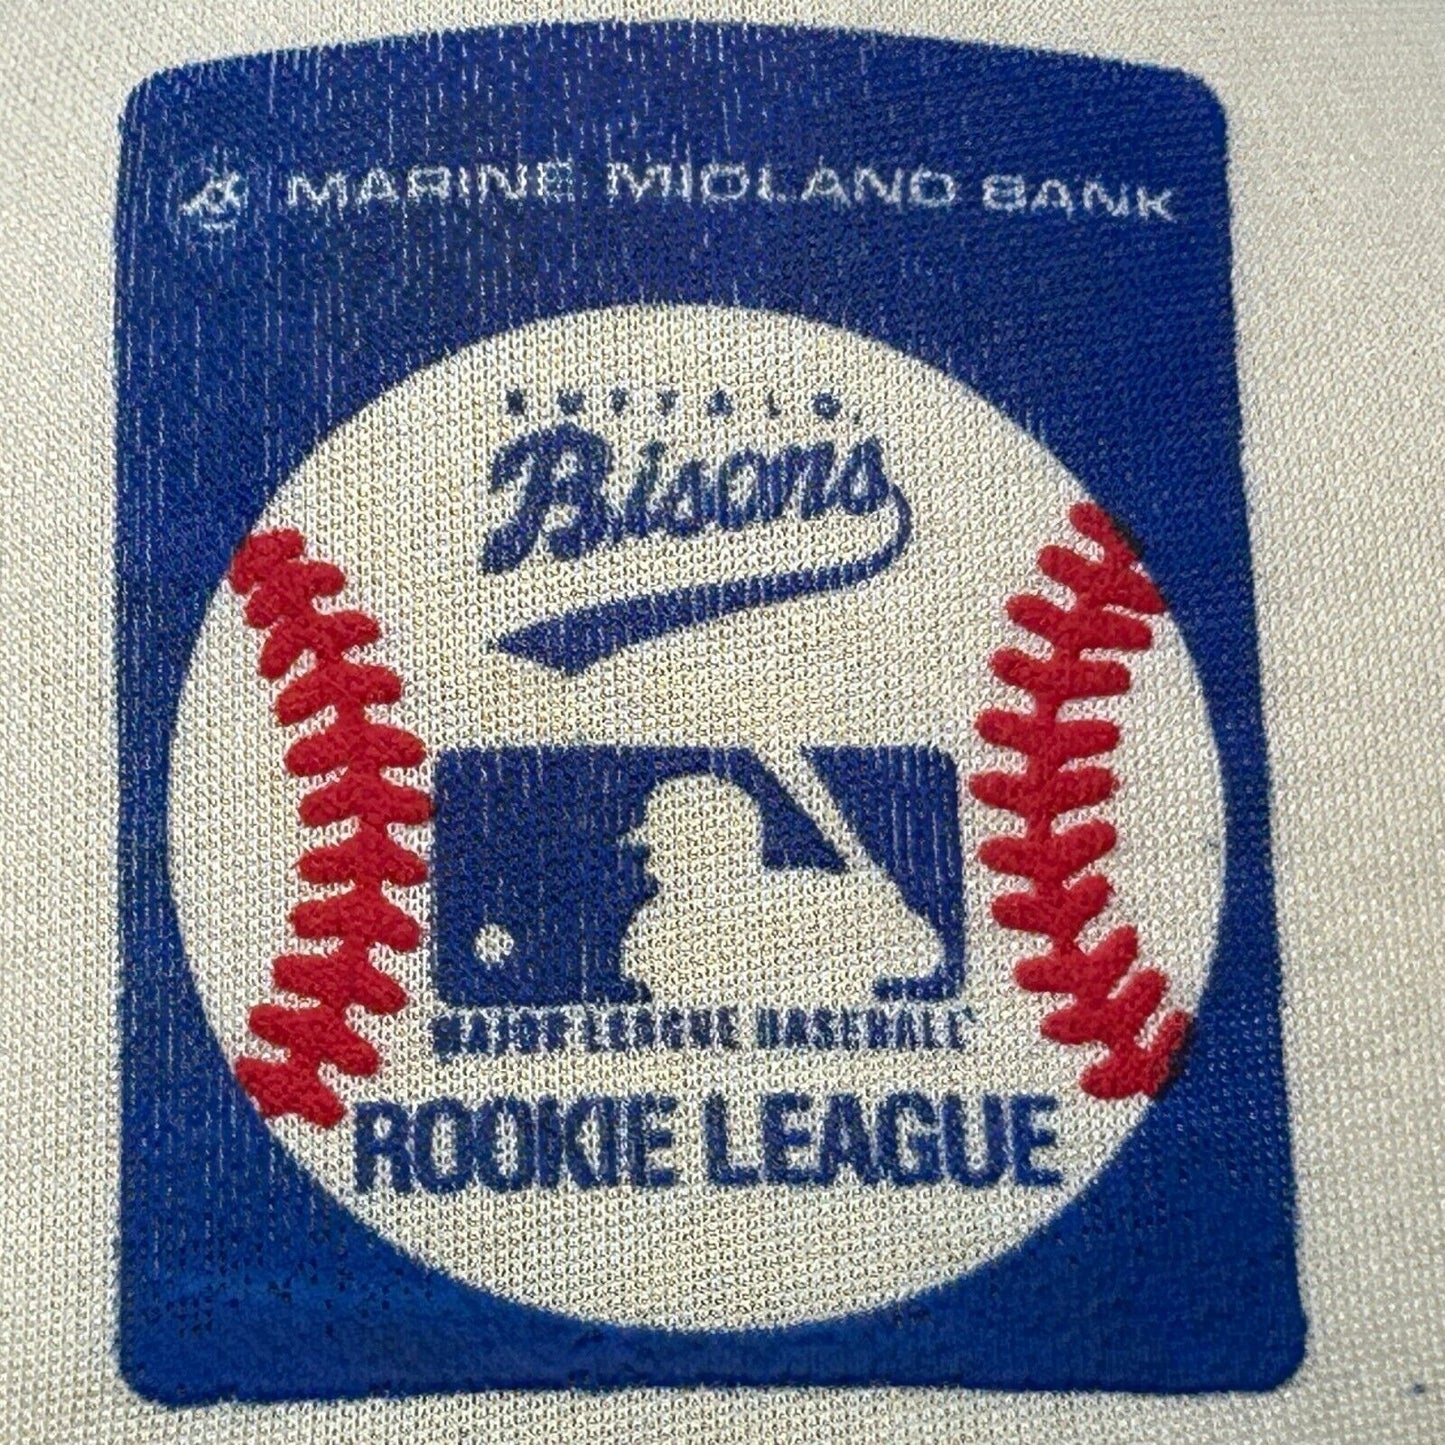 MARINE MIDLAND BANK
BUFFALO
Bisons
MAJOR LEAGUE BASEBALL
ROOKIE LEAGUE